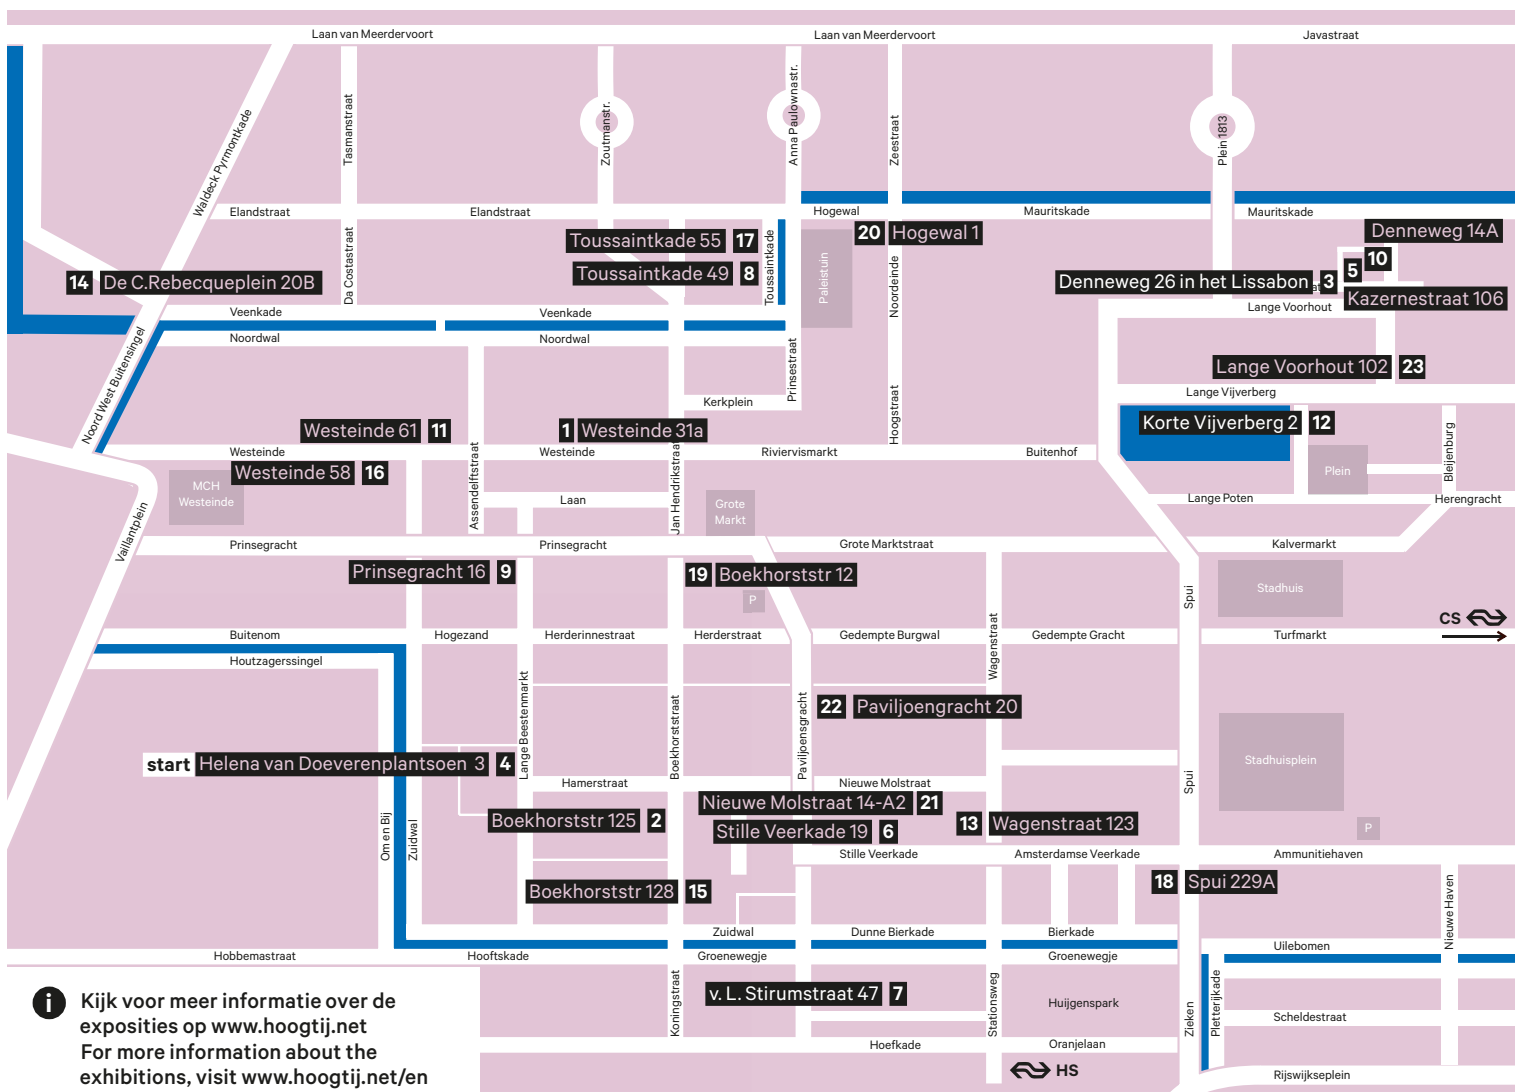 Laan van Meerdervoort
Laan van Meerdervoort
Javastraat
Waldeck Pyrmontkade
Tasmanstraat
Zoutmanstr.
Anna Paulownastr.
Zeestraat
Plein 1813
Elandstraat
Elandstraat
Hogewal
Mauritskade
Mauritskade
Toussaintkade 55 17
20 Hogewal 1
Denneweg 14A
10
Toussaintkade 49 8
Toussaintkade
Paleistuin
Noordeinde
Denneweg 26 in het Lissabon 3
5
Kazernestraat 106
14 De C.Rebecqueplein 20B
Da Costastraat
Veenkade
Veenkade
Lange Voorhout
Noordwal
Noordwal
Noord West Buitensingel
Prinsestraat
Lange Voorhout 102 23
Kerkplein
Hoogstraat
Lange Vijverberg
Korte Vijverberg 2 12
Westeinde 61 11
1 Westeinde 31a
Westeinde
Westeinde
Riviervismarkt
Buitenhof
Bleijenburg
Plein
Westeinde 58 16
MCH
Westeinde
Assendelftstraat
Jan Hendrikstraat
Laan
Grote
Markt
Lange Poten
Herengracht
Vaillantplein
Prinsegracht
Prinsegracht
Grote Marktstraat
Kalvermarkt
Prinsegracht 16 9
19 Boekhorststr 12
P
Spui
Stadhuis
CS
Buitenom
Hogezand
Herderinnestraat
Herderstraat
Gedempte Burgwal
Wagenstraat
Gedempte Gracht
Turfmarkt
Houtzagerssingel
Lange Beestenmarkt
Boekhorststraat
Paviljoensgracht
22 Paviljoengracht 20
start Helena van Doeverenplantsoen 3 4
Stadhuisplein
Hamerstraat
Nieuwe Molstraat
Spui
Nieuwe Molstraat 14-A2 21
Boekhorststr 125 2
Stille Veerkade 19 6
13 Wagenstraat 123
P
Om en Bij
Zuidwal
Stille Veerkade
Amsterdamse Veerkade
Ammunitiehaven
Boekhorststr 128 15
18 Spui 229A
Nieuwe Haven
Zuidwal
Dunne Bierkade
Bierkade
Uilebomen
Hobbemastraat
Hooftskade
Groenewegje
Groenewegje
Koningstraat
v. L. Stirumstraat 47 7
Stationsweg
Huijgenspark
Zieken
Pletterijkade
Scheldestraat
Hoefkade
Oranjelaan
HS
Rijswijkseplein
i
Kijk voor meer informatie over de
exposities op www.hoogtij.net
For more information about the
exhibitions, visit www.hoogtij.net/en